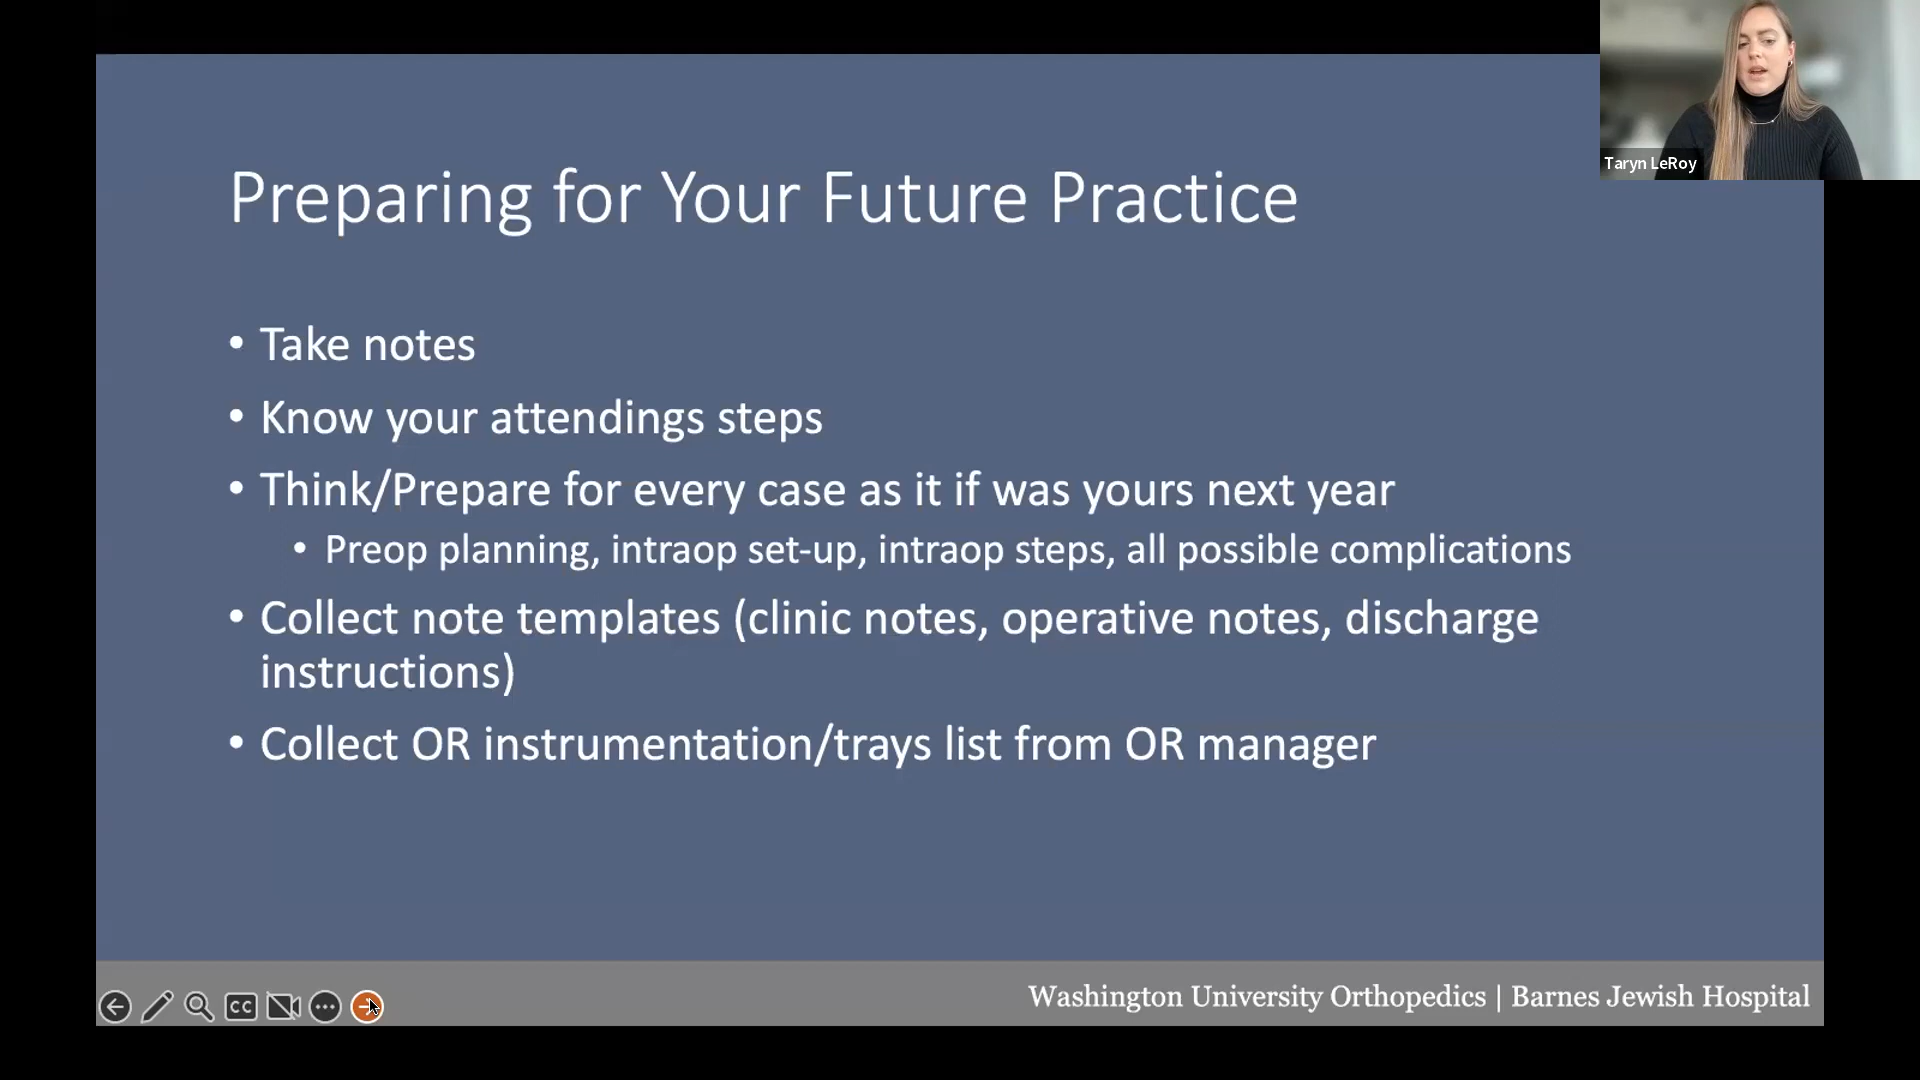 Taryn LeRoy
Preparing for Your Future Practice
• Take notes
• Know your attendings steps
• Think/Prepare for every case as it if was yours next year
• Preop planning, intraop set-up, intraop steps, all possible complications
• Collect note templates (clinic notes, operative notes, discharge
instructions)
• Collect OR instrumentation/trays list from OR manager
CC
Washington University Orthopedics | Barnes Jewish Hospital